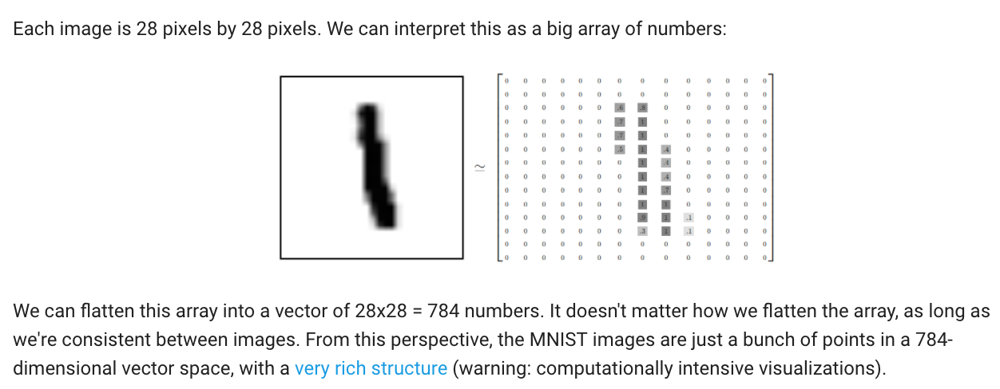 Each image is 28 pixels by 28 pixels. We can interpret this as a big array of numbers:
0 0 0 0 0 0 0 0 0 0 0 0 0 0
0 0 0 0 0 0 0 0 0 0 0 0 0 0
0 0 0 0 0 0 .6 .8 0 0 0 0 0 0
0 0 0 0 0 0 .7 1 0 0 0 0 0 0
0 0 0 0 0 0 .7 1 0 0 0 0 0 0
0 0 0 0 0 0 .5 1 .4 0 0 0 0 0
≃ 0 0 0 0 0 0 0 1 .4 0 0 0 0 0
0 0 0 0 0 0 0 1 .4 0 0 0 0 0
0 0 0 0 0 0 0 1 .7 0 0 0 0 0
0 0 0 0 0 0 0 1 1 0 0 0 0 0
0 0 0 0 0 0 0 .9 1 .1 0 0 0 0
0 0 0 0 0 0 0 .3 1 .1 0 0 0 0
0 0 0 0 0 0 0 0 0 0 0 0 0 0
0 0 0 0 0 0 0 0 0 0 0 0 0 0
We can flatten this array into a vector of 28x28 = 784 numbers. It doesn't matter how we flatten the array, as long as
we're consistent between images. From this perspective, the MNIST images are just a bunch of points in a 784-
dimensional vector space, with a very rich structure (warning: computationally intensive visualizations).